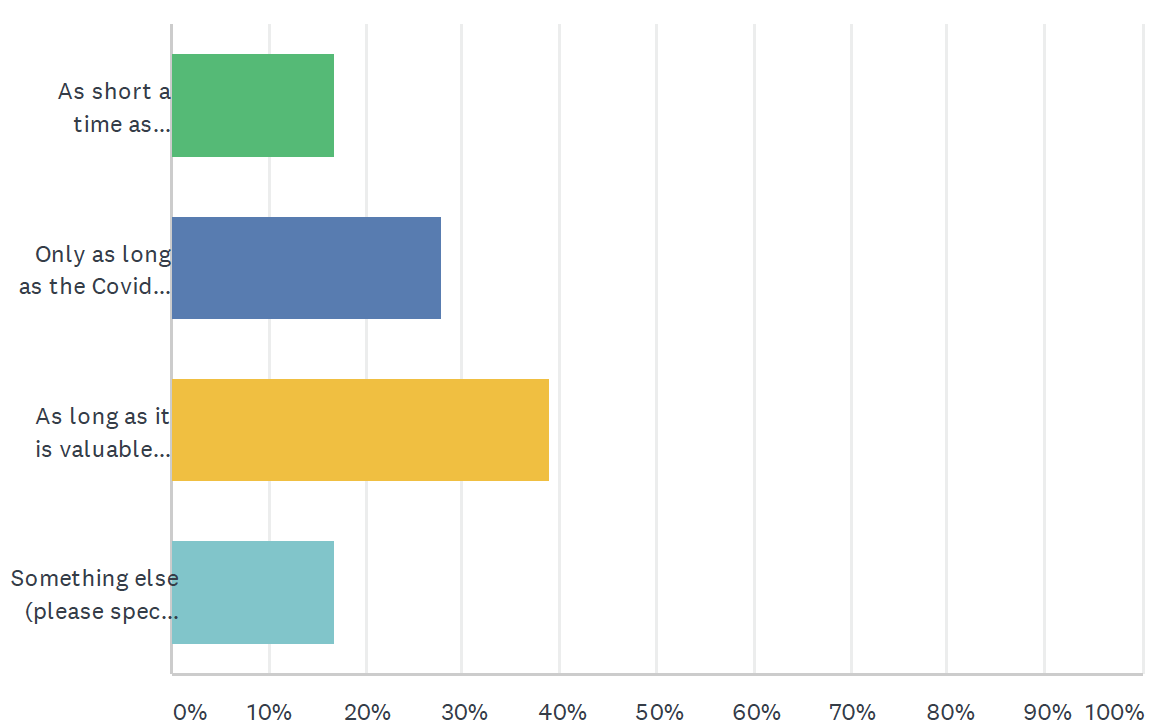 As short a
time as...
Only as long
as the Covid...
As long as it
is valuable...
Something else
(please spec...
0% 10% 20% 30% 40% 50% 60% 70% 80% 90% 100%